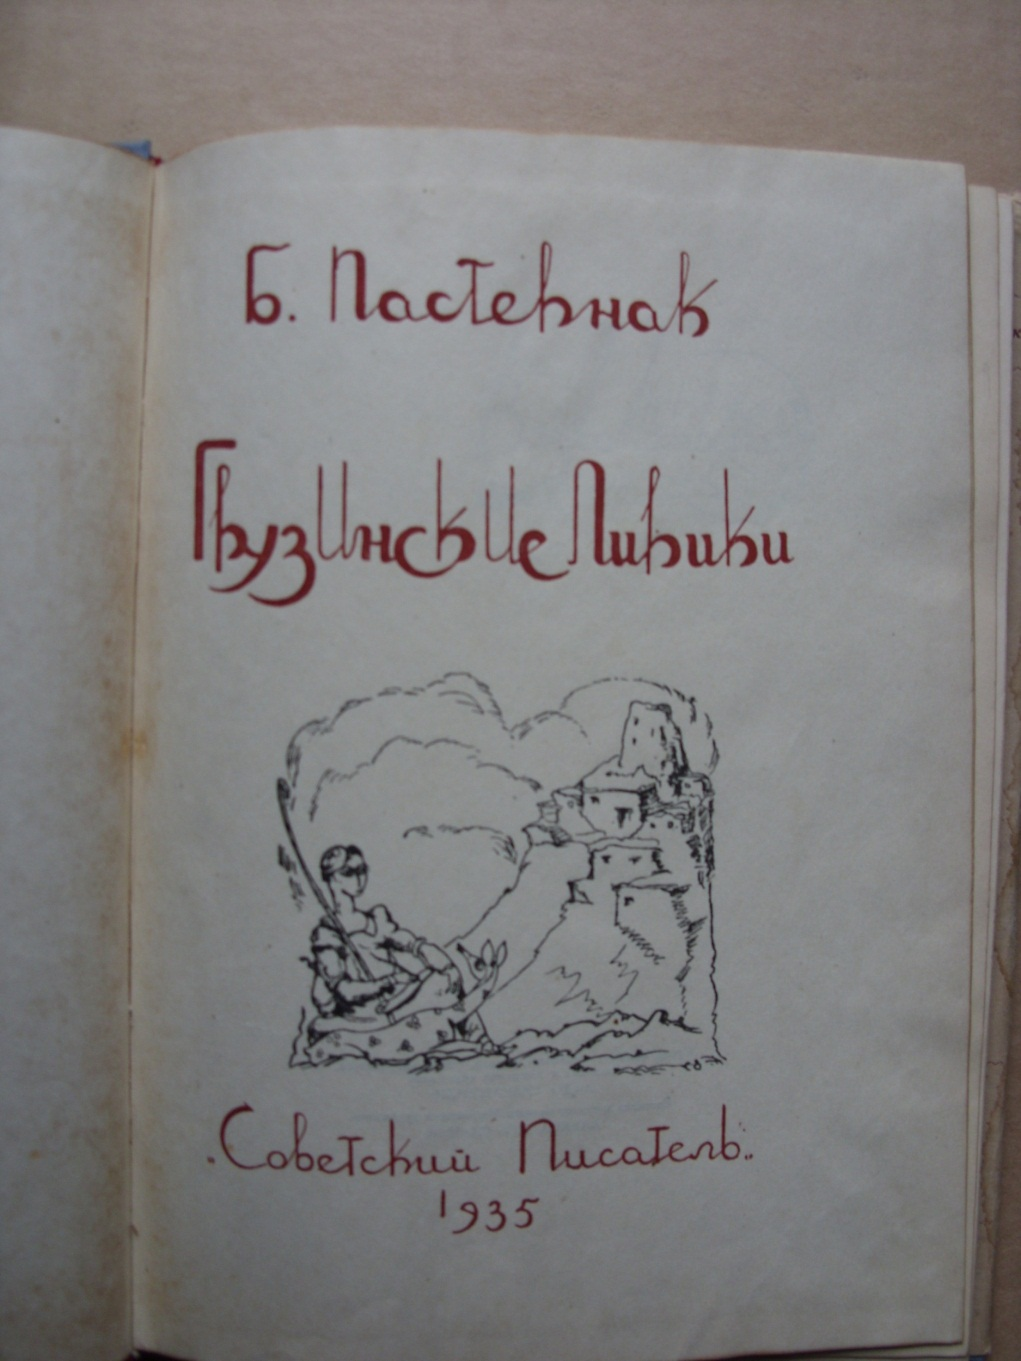 Б. Пастернак
Грузинские Лирики
"Советский Писатель"
1935